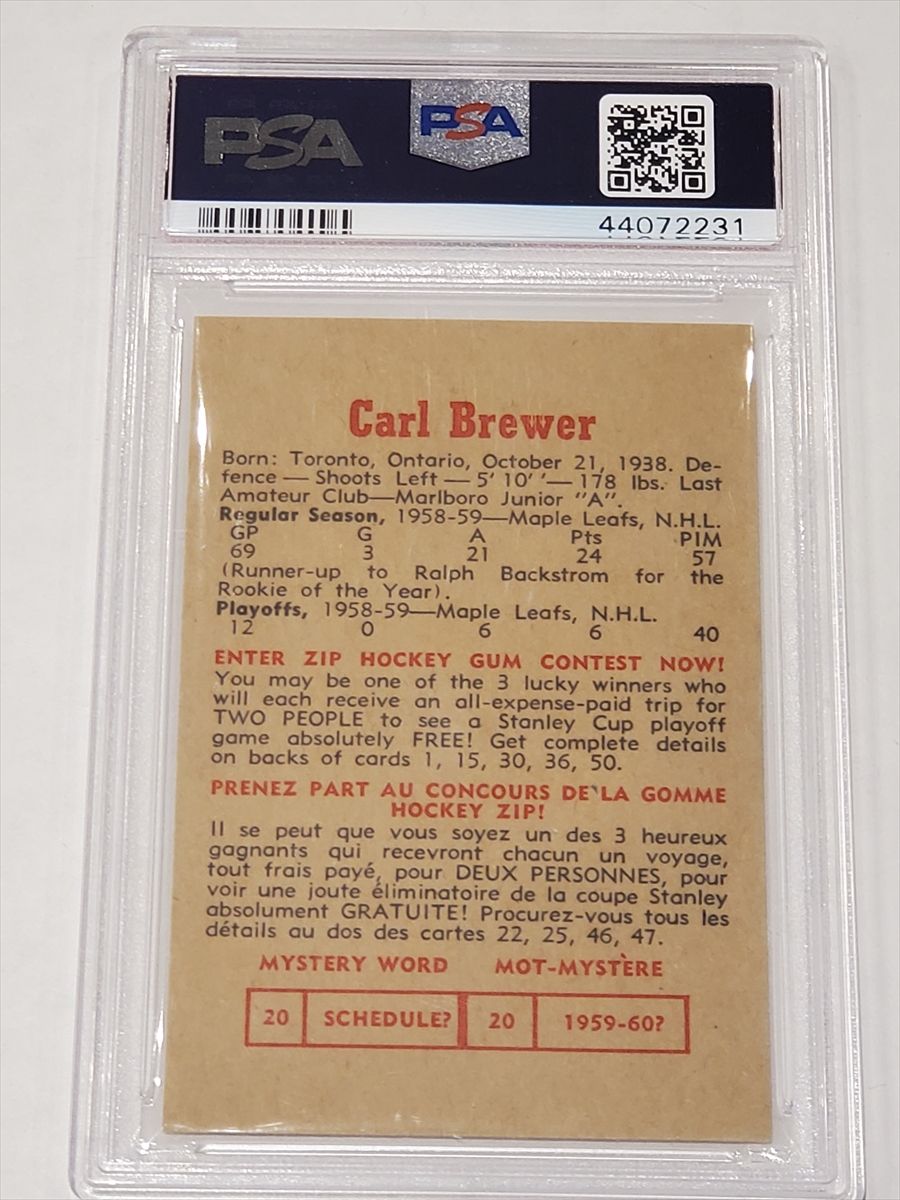 PSA PSA
44072231
Carl Brewer
Born: Toronto, Ontario, October 21, 1938. De-
fence — Shoots Left — 5' 10' '— 178 lbs. Last
Amateur Club—Marlboro Junior "A".
Regular Season, 1958-59—Maple Leafs, N.H.L.
GP G A Pts PIM
69 3 21 24 57
(Runner-up to Ralph Backstrom for the
Rookie of the Year).
Playoffs, 1958-59—Maple Leafs, N.H.L.
12 0 6 6 40
ENTER ZIP HOCKEY GUM CONTEST NOW!
You may be one of the 3 lucky winners who
will each receive an all-expense-paid trip for
TWO PEOPLE to see a Stanley Cup playoff
game absolutely FREE! Get complete details
on backs of cards 1, 15, 30, 36, 50.
PRENEZ PART AU CONCOURS DE LA GOMME
HOCKEY ZIP!
Il se peut que vous soyez un des 3 heureux
gagnants qui recevront chacun un voyage,
tout frais payé, pour DEUX PERSONNES, pour
voir une joute éliminatoire de la coupe Stanley
absolument GRATUITE! Procurez-vous tous les
détails au dos des cartes 22, 25, 46, 47.
MYSTERY WORD MOT-MYSTÈRE
20 SCHEDULE? 20 1959-60?